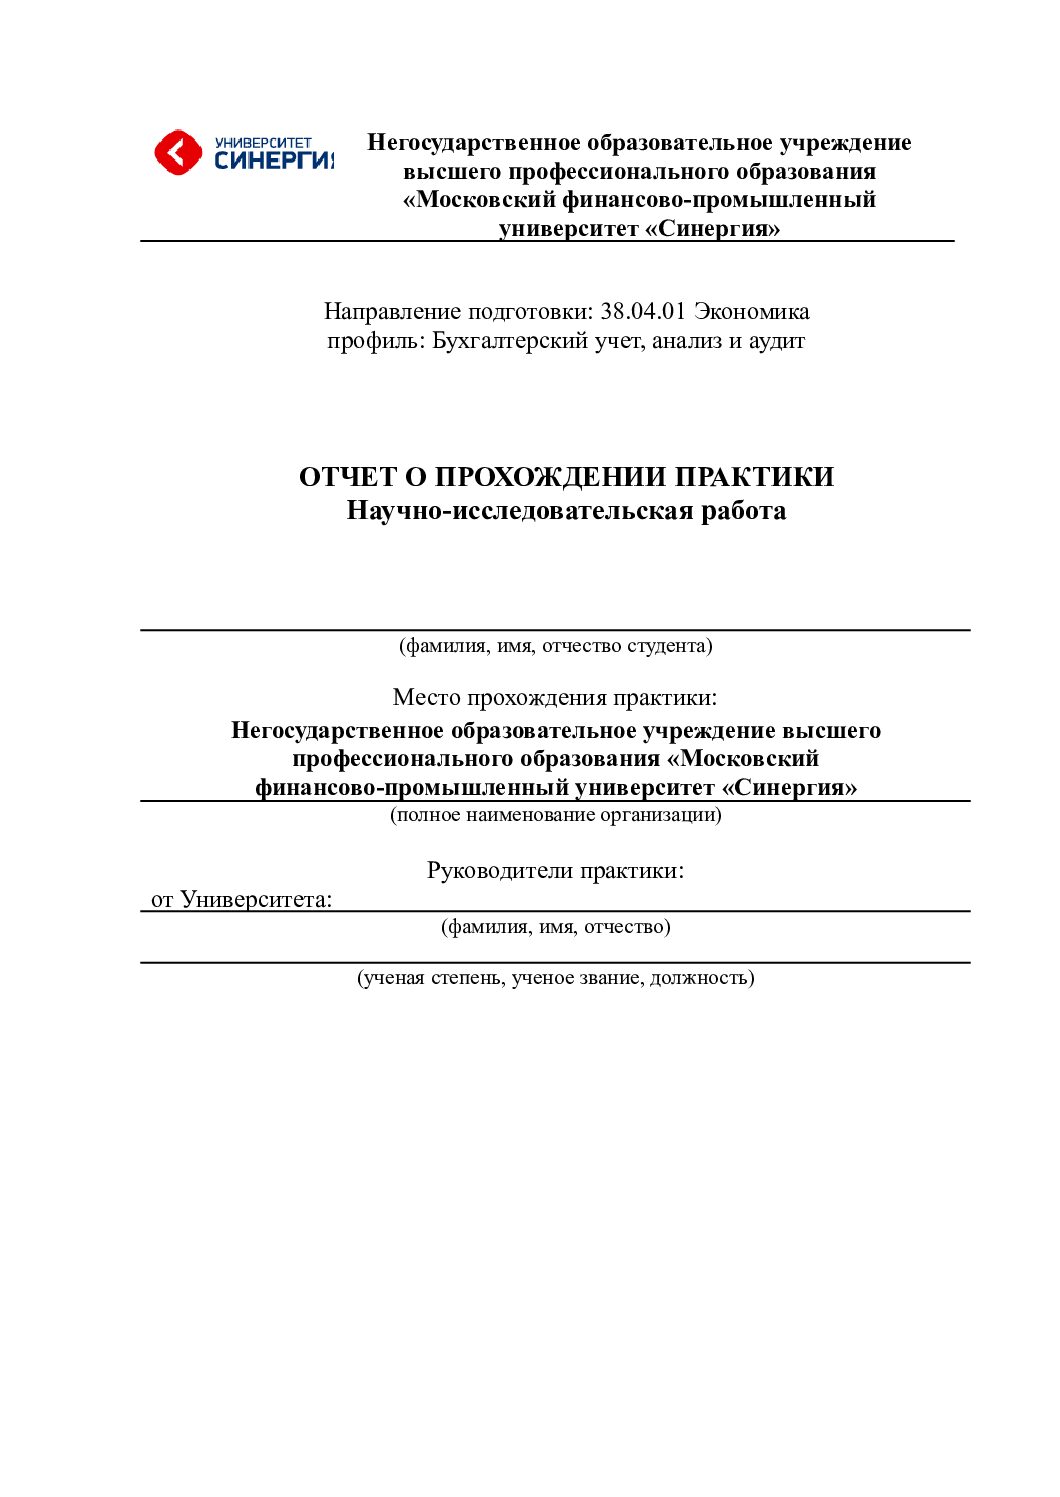 УНИВЕРСИТЕТ
СИНЕРГИЯ
Негосударственное образовательное учреждение
высшего профессионального образования
«Московский финансово-промышленный
университет «Синергия»
Направление подготовки: 38.04.01 Экономика
профиль: Бухгалтерский учет, анализ и аудит
ОТЧЕТ О ПРОХОЖДЕНИИ ПРАКТИКИ
Научно-исследовательская работа
(фамилия, имя, отчество студента)
Место прохождения практики:
Негосударственное образовательное учреждение высшего
профессионального образования «Московский
финансово-промышленный университет «Синергия»
(полное наименование организации)
Руководители практики:
от Университета:
(фамилия, имя, отчество)
(ученая степень, ученое звание, должность)